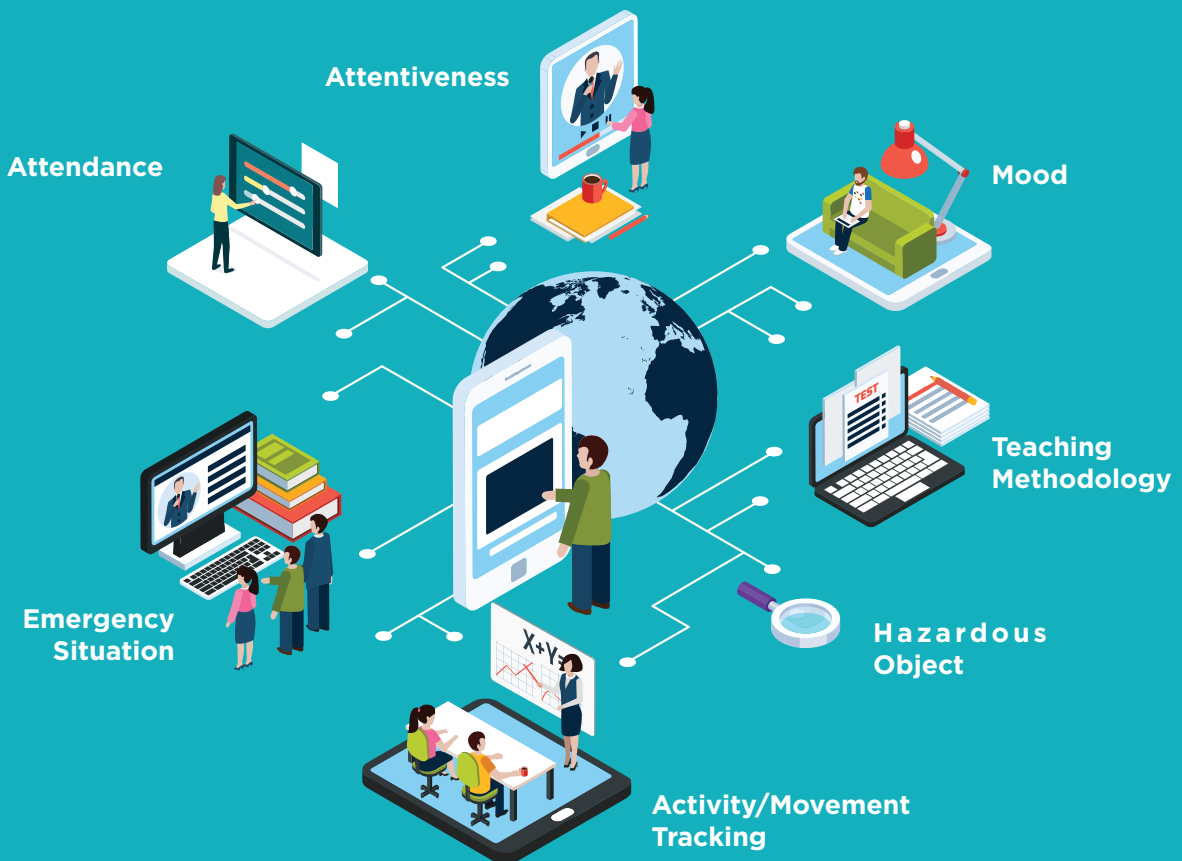 Attentiveness
Attendance
Mood
TEST
Teaching
Methodology
Emergency
Situation
Hazardous
Object
X+Y=
Activity/Movement
Tracking